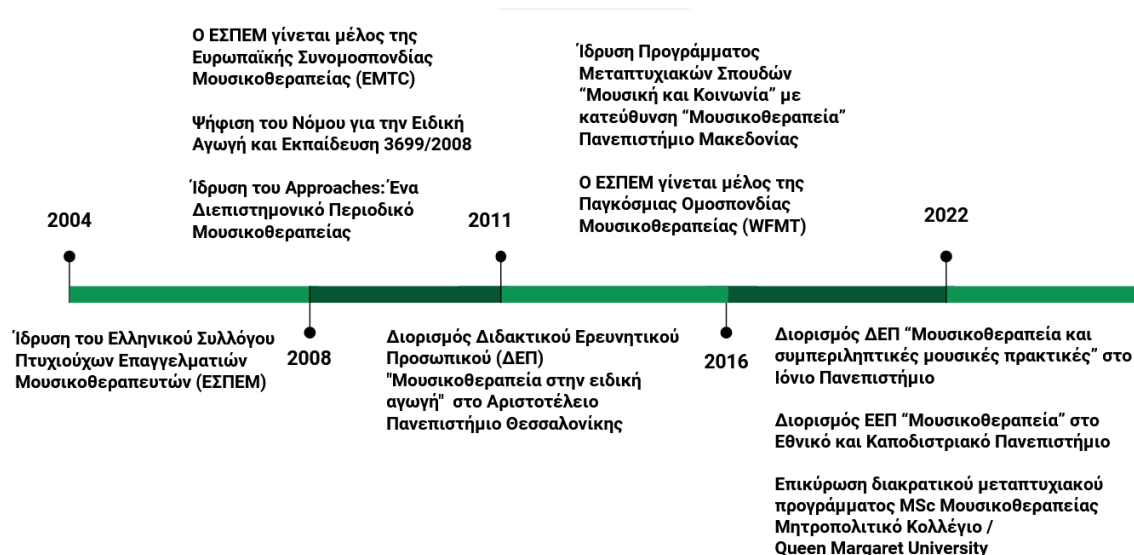 Ο ΕΣΠΕΜ γίνεται μέλος της
Ευρωπαϊκής Συνομοσπονδίας
Μουσικοθεραπείας (EMTC)
Ψήφιση του Νόμου για την Ειδική
Αγωγή και Εκπαίδευση 3699/2008
Ίδρυση του Approaches: Ένα
Διεπιστημονικό Περιοδικό
Μουσικοθεραπείας
Ίδρυση Προγράμματος
Μεταπτυχιακών Σπουδών
“Μουσική και Κοινωνία” με
κατεύθυνση “Μουσικοθεραπεία”
Πανεπιστήμιο Μακεδονίας
Ο ΕΣΠΕΜ γίνεται μέλος της
Παγκόσμιας Ομοσπονδίας
Μουσικοθεραπείας (WFMT)
2004
2011
2022
Ίδρυση του Ελληνικού Συλλόγου
Πτυχιούχων Επαγγελματιών
Μουσικοθεραπευτών (ΕΣΠΕΜ)
2008
Διορισμός Διδακτικού Ερευνητικού
Προσωπικού (ΔΕΠ)
"Μουσικοθεραπεία στην ειδική
αγωγή" στο Αριστοτέλειο
Πανεπιστήμιο Θεσσαλονίκης
2016
Διορισμός ΔΕΠ “Μουσικοθεραπεία και
συμπεριληπτικές μουσικές πρακτικές” στο
Ιόνιο Πανεπιστήμιο
Διορισμός ΕΕΠ “Μουσικοθεραπεία” στο
Εθνικό και Καποδιστριακό Πανεπιστήμιο
Επικύρωση διακρατικού μεταπτυχιακού
προγράμματος MSc Μουσικοθεραπείας
Μητροπολιτικό Κολλέγιο /
Queen Margaret University